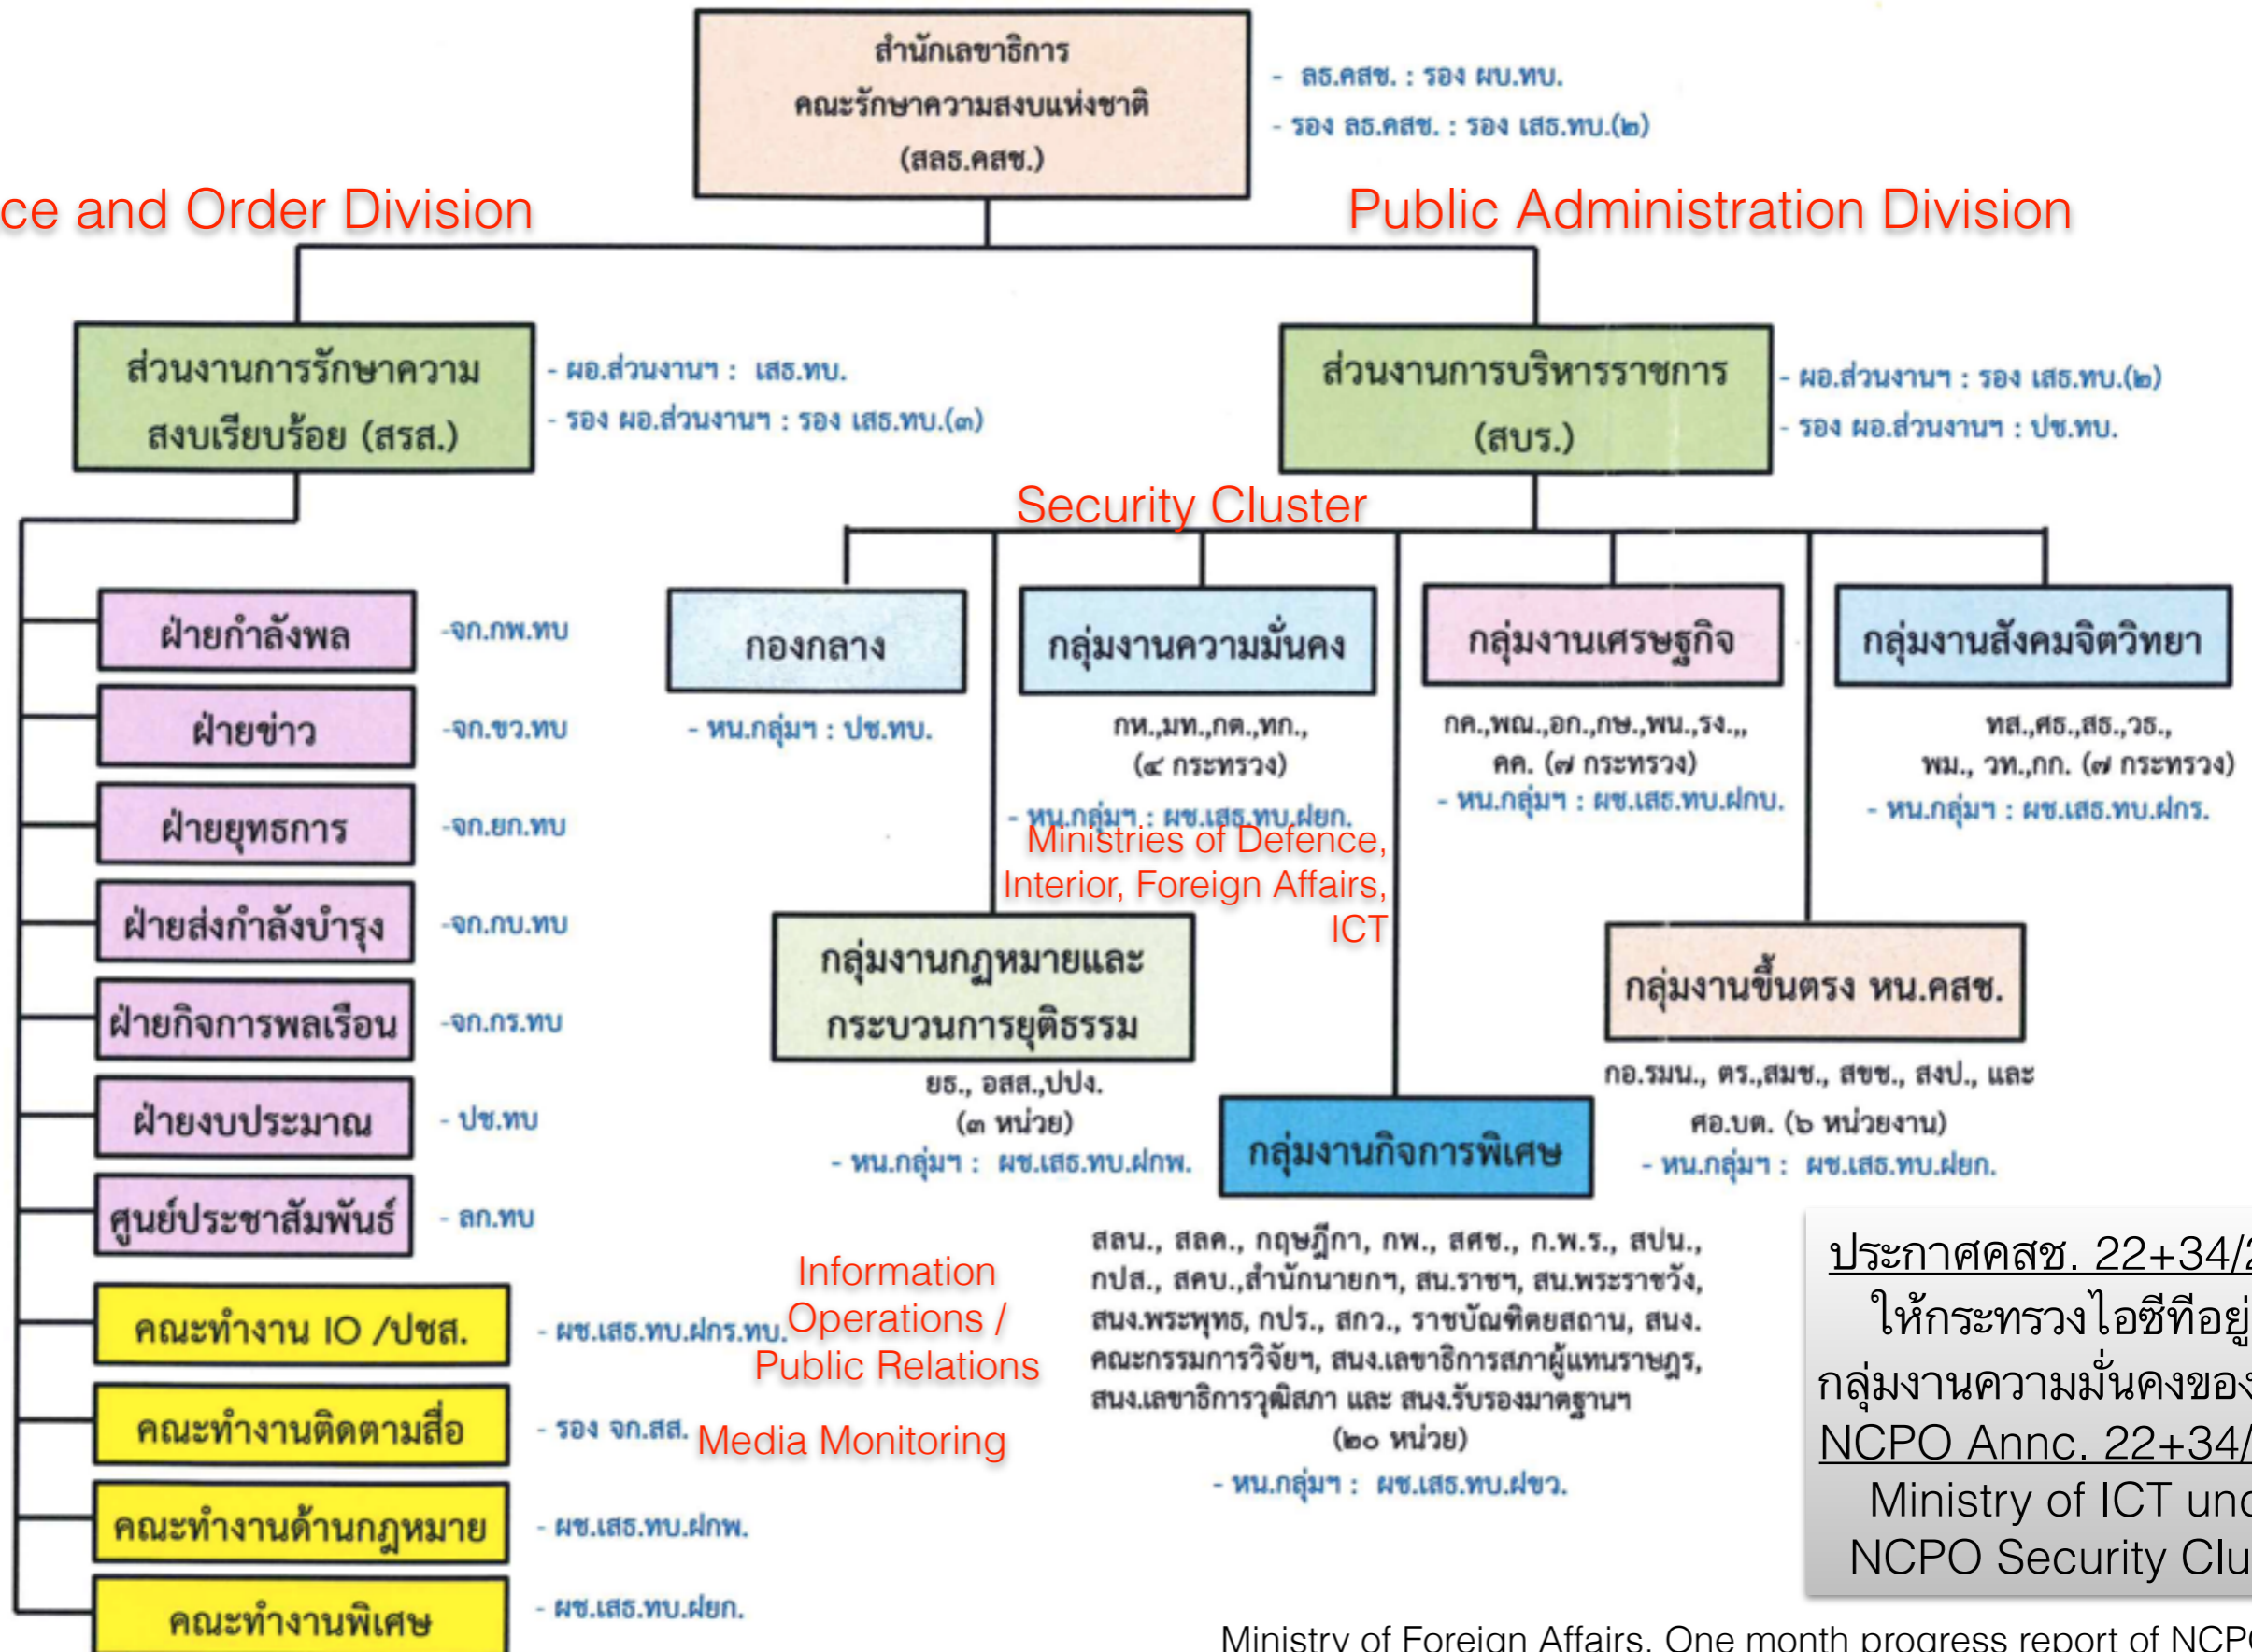 สำนักเลขาธิการ
คณะรักษาความสงบแห่งชาติ
(สลธ.คสช.)
- ลธ.คสช. : รอง ผบ.ทบ.
- รอง ลธ.คสช. : รอง เสธ.ทบ.(๒)
ce and Order Division
Public Administration Division
ส่วนงานการรักษาความ
สงบเรียบร้อย (สรส.)
- ผอ.ส่วนงานฯ : เสธ.ทบ.
- รอง ผอ.ส่วนงานฯ : รอง เสธ.ทบ.(๓)
ส่วนงานการบริหารราชการ
(สบร.)
- ผอ.ส่วนงานฯ : รอง เสธ.ทบ.(๒)
- รอง ผอ.ส่วนงานฯ : ปช.ทบ.
Security Cluster
ฝ่ายกำลังพล
-จก.กพ.ทบ
ฝ่ายข่าว
-จก.ขว.ทบ
ฝ่ายยุทธการ
-จก.ยก.ทบ
ฝ่ายส่งกำลังบำรุง
-จก.กบ.ทบ
ฝ่ายกิจการพลเรือน
-จก.กร.ทบ
ฝ่ายงบประมาณ
- ปช.ทบ
ศูนย์ประชาสัมพันธ์
- ลก.ทบ
คณะทำงาน IO /ปชส.
- ผช.เสธ.ทบ.ฝกร.ทบ.
Information
Operations /
Public Relations
คณะทำงานติดตามสื่อ
- รอง จก.สส.
Media Monitoring
คณะทำงานด้านกฎหมาย
- ผช.เสธ.ทบ.ฝกพ.
คณะทำงานพิเศษ
- ผช.เสธ.ทบ.ฝยก.
กองกลาง
- หน.กลุ่มฯ : ปช.ทบ.
กลุ่มงานความมั่นคง
กห.,มท.,กต.,ทก.,
(๔ กระทรวง)
- หน.กลุ่มฯ : ผช.เสธ.ทบ.ฝยก.
Ministries of Defence,
Interior, Foreign Affairs,
ICT
กลุ่มงานเศรษฐกิจ
กค.,พณ.,อก.,กษ.,พน.,รง.,,
คค. (๗ กระทรวง)
- หน.กลุ่มฯ : ผช.เสธ.ทบ.ฝกบ.
กลุ่มงานสังคมจิตวิทยา
ทส.,ศธ.,สธ.,วธ.,
พม., วท.,กก. (๗ กระทรวง)
- หน.กลุ่มฯ : ผช.เสธ.ทบ.ฝกร.
กลุ่มงานกฎหมายและ
กระบวนการยุติธรรม
ยธ., อสส.,ปปง.
(๓ หน่วย)
- หน.กลุ่มฯ : ผช.เสธ.ทบ.ฝกพ.
กลุ่มงานขึ้นตรง หน.คสช.
กอ.รมน., ตร.,สมช., สขช., สงป., และ
ศอ.บต. (๖ หน่วยงาน)
- หน.กลุ่มฯ : ผช.เสธ.ทบ.ฝยก.
กลุ่มงานกิจการพิเศษ
สลน., สลค., กฤษฎีกา, กพ., สศช., ก.พ.ร., สปน.,
กปส., สคบ.,สำนักนายกฯ, สน.ราชฯ, สน.พระราชวัง,
สนง.พระพุทธ, กปร., สกว., ราชบัณฑิตยสถาน, สนง.
คณะกรรมการวิจัยฯ, สนง.เลขาธิการสภาผู้แทนราษฎร,
สนง.เลขาธิการวุฒิสภา และ สนง.รับรองมาตฐานฯ
(๒๐ หน่วย)
- หน.กลุ่มฯ : ผช.เสธ.ทบ.ฝขว.
ประกาศคสช. 22+34/2
ให้กระทรวงไอซีทีอยู่
กลุ่มงานความมั่นคงของ
NCPO Annc. 22+34/
Ministry of ICT und
NCPO Security Clu
Ministry of Foreign Affairs. One month progress report of NCPO